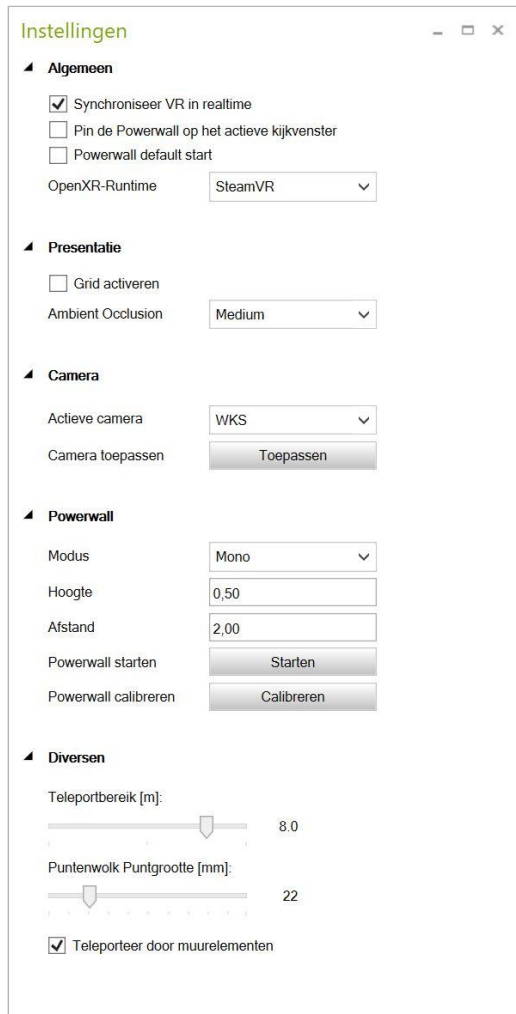 Instellingen
Algemeen
Synchroniseer VR in realtime
Pin de Powerwall op het actieve kijkvenster
Powerwall default start
OpenXR-Runtime SteamVR
Presentatie
Grid activeren
Ambient Occlusion Medium
Camera
Actieve camera WKS
Camera toepassen Toepassen
Powerwall
Modus Mono
Hoogte 0,50
Afstand 2,00
Powerwall starten Starten
Powerwall calibreren Calibreren
Diversen
Teleportbereik [m]:
8.0
Puntenwolk Puntgrootte [mm]:
22
Teleporteer door muurelementen